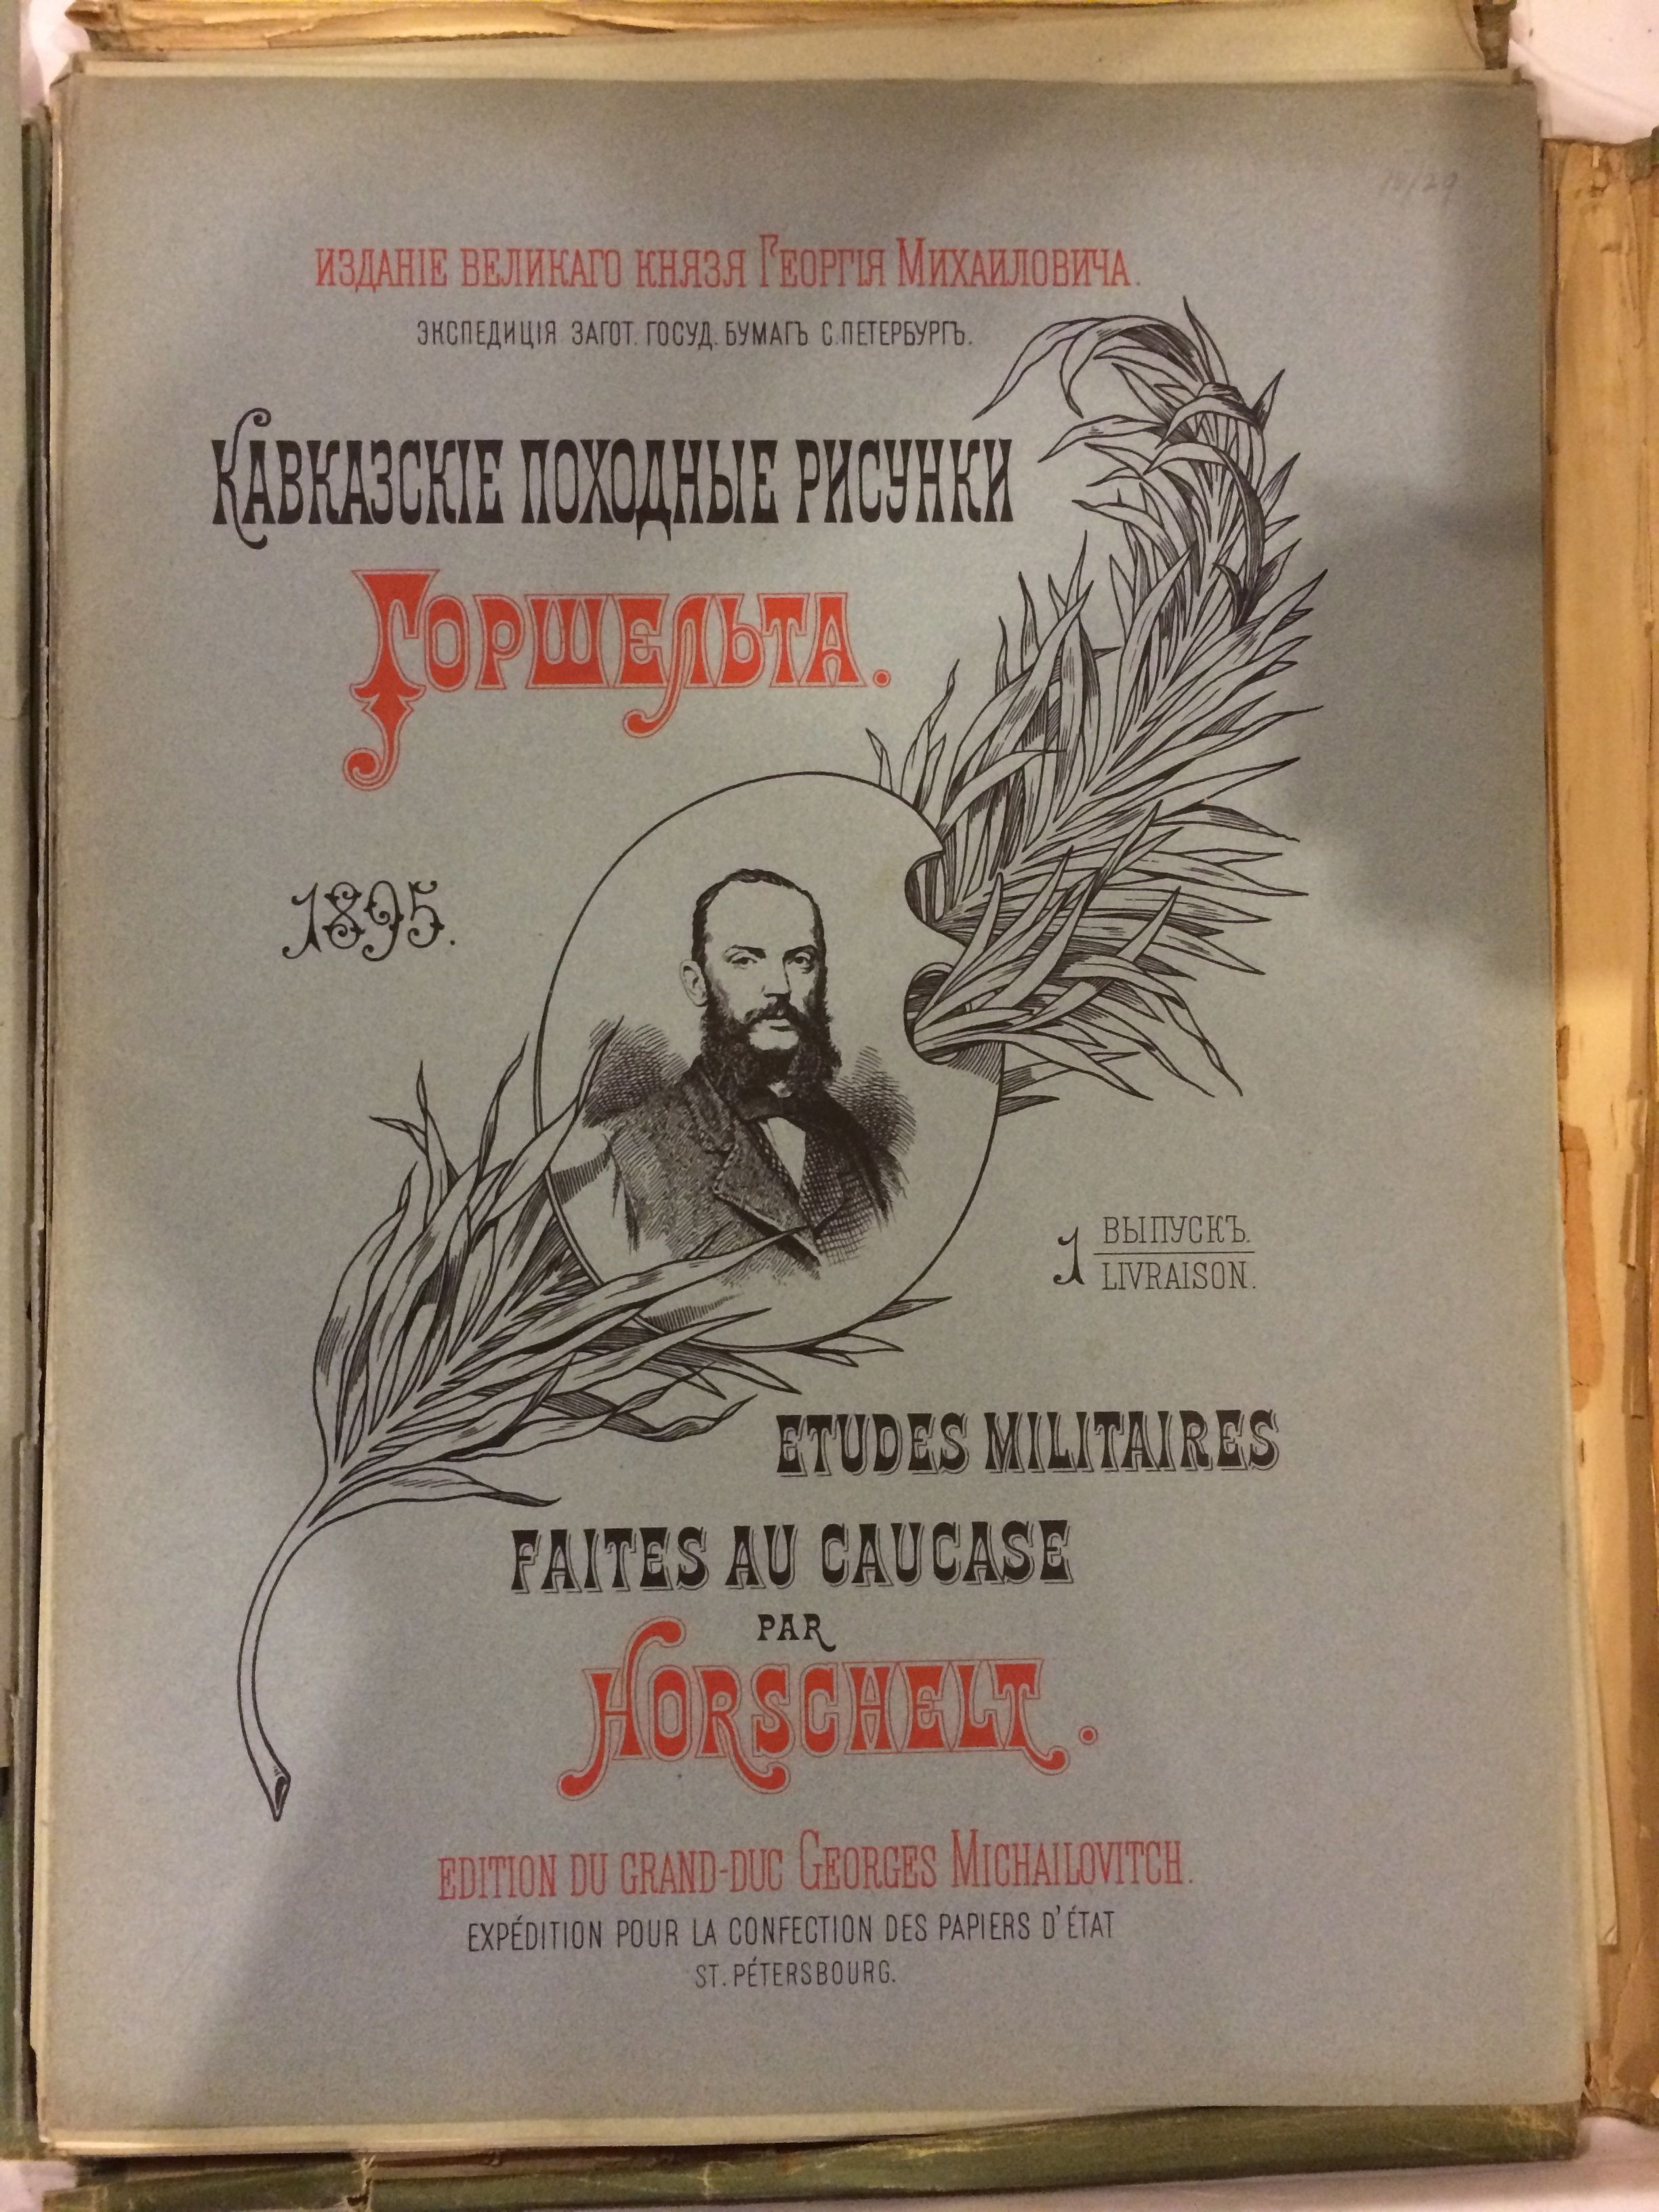 ИЗДАНІЕ ВЕЛИКАГО КНЯЗЯ ГЕОРГІЯ МИХАИЛОВИЧА.
ЭКСПЕДИЦІЯ ЗАГОТ. ГОСУД. БУМАГЪ С.ПЕТЕРБУРГЪ.
КАВКАЗСКІЕ ПОХОДНЫЕ РИСУНКИ
ГОРШЕЛЬТА.
1895.
1 ВЫПУСКЪ.
LIVRAISON.
ETUDES MILITAIRES
FAITES AU CAUCASE
PAR
HORSCHELT.
EDITION DU GRAND-DUC GEORGES MICHAILOVITCH.
EXPÉDITION POUR LA CONFECTION DES PAPIERS D'ÉTAT
ST. PÉTERSBOURG.